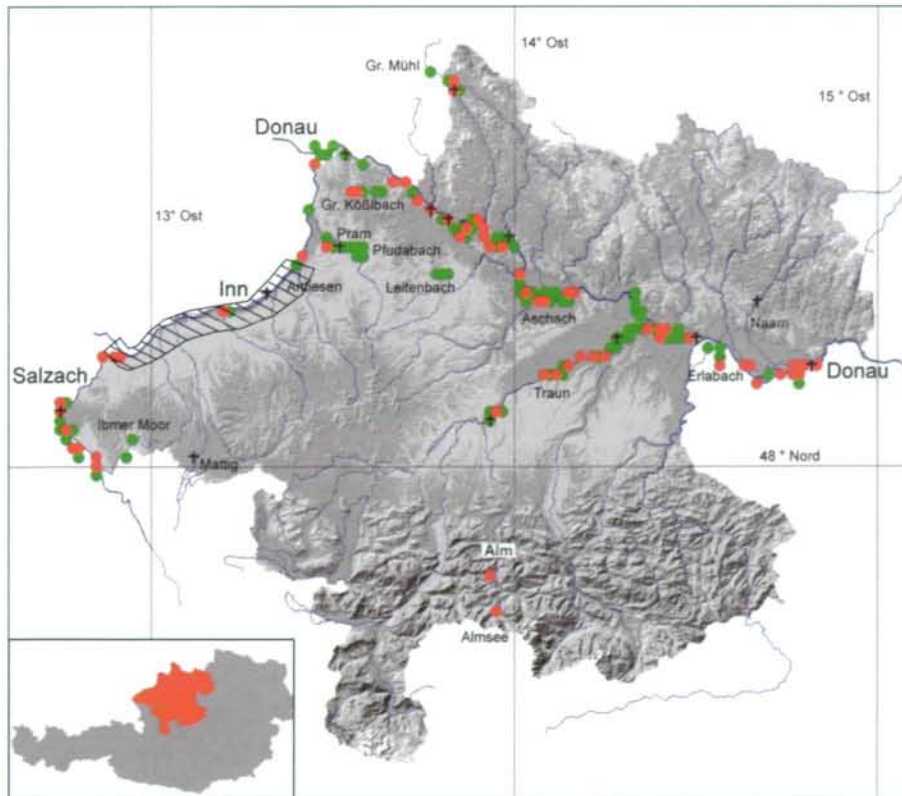 14° Ost
Gr. Mühl
15 ° Ost
Donau
Gr. Kößlbach
13° Ost
Pram
Pfudabach
Antiesen
Leitenbach
Inn
Aschach
Naarn
Salzach
Traun
Erlabach
Donau
Ibmer Moor
Mattig
48 ° Nord
Alm
Almsee